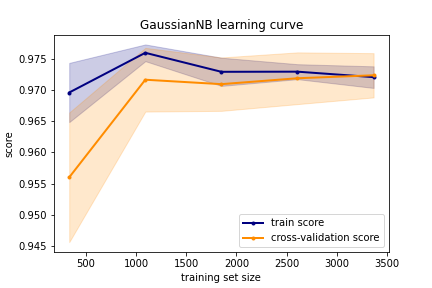 GaussianNB learning curve
0.975
0.970
0.965
0.960
0.955
0.950
0.945
score
train score
cross-validation score
500 1000 1500 2000 2500 3000 3500
training set size